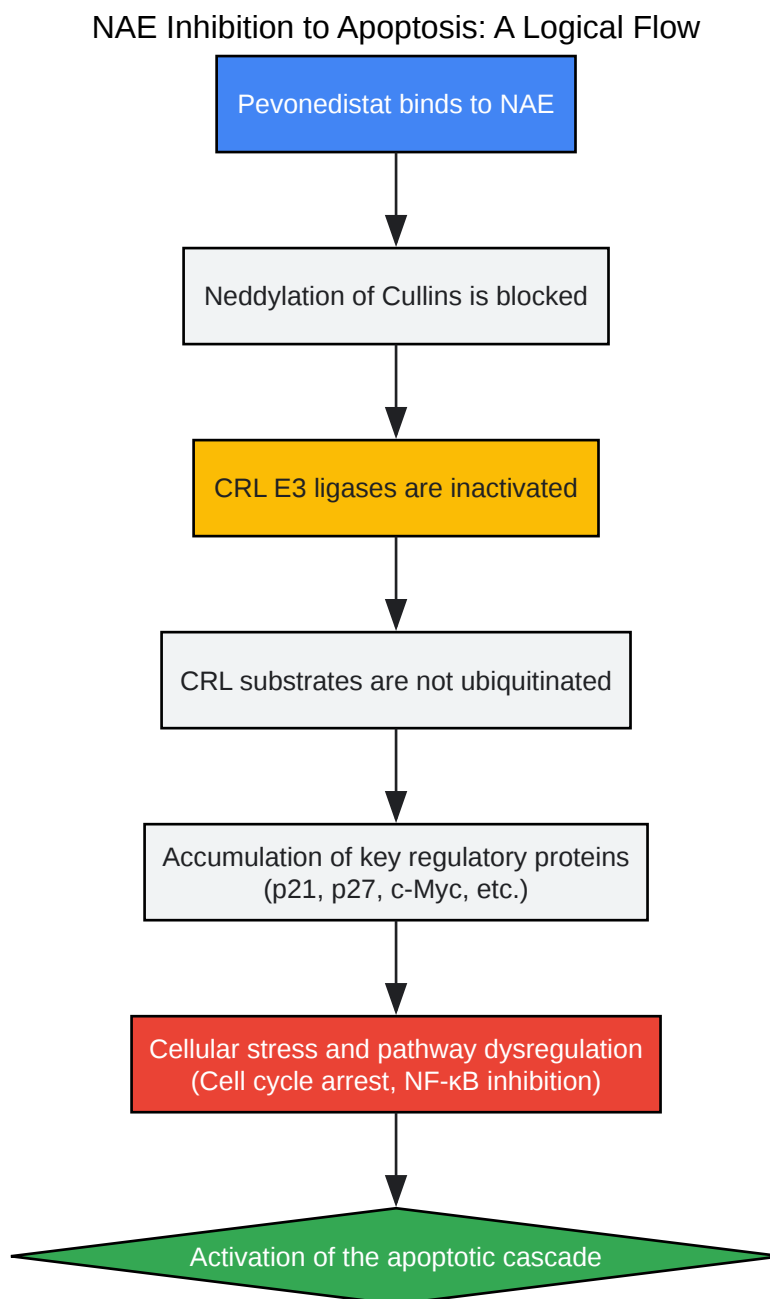 NAE Inhibition to Apoptosis: A Logical Flow
Pevonedistat binds to NAE
Neddylation of Cullins is blocked
CRL E3 ligases are inactivated
CRL substrates are not ubiquitinated
Accumulation of key regulatory proteins
(p21, p27, c-Myc, etc.)
Cellular stress and pathway dysregulation
(Cell cycle arrest, NF-κB inhibition)
Activation of the apoptotic cascade